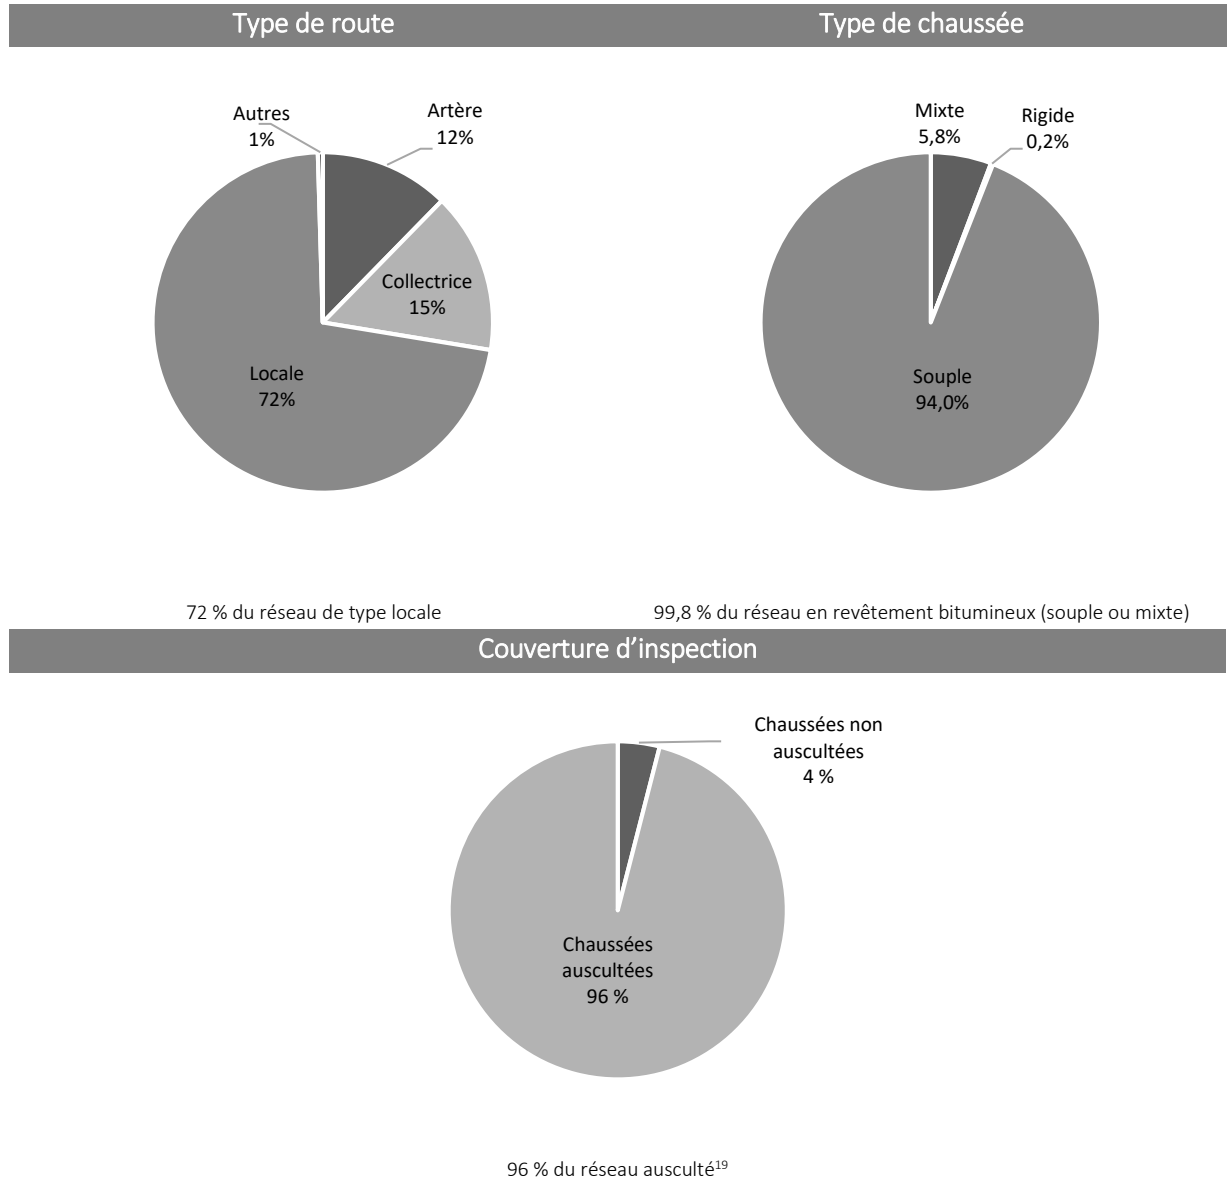 Type de route
Type de chaussée
Autres
1%
Artère
12%
Collectrice
15%
Locale
72%
Mixte
5,8%
Rigide
0,2%
Souple
94,0%
72 % du réseau de type locale
99,8 % du réseau en revêtement bitumineux (souple ou mixte)
Couverture d’inspection
Chaussées non
auscultées
4 %
Chaussées
auscultées
96 %
96 % du réseau ausculté19